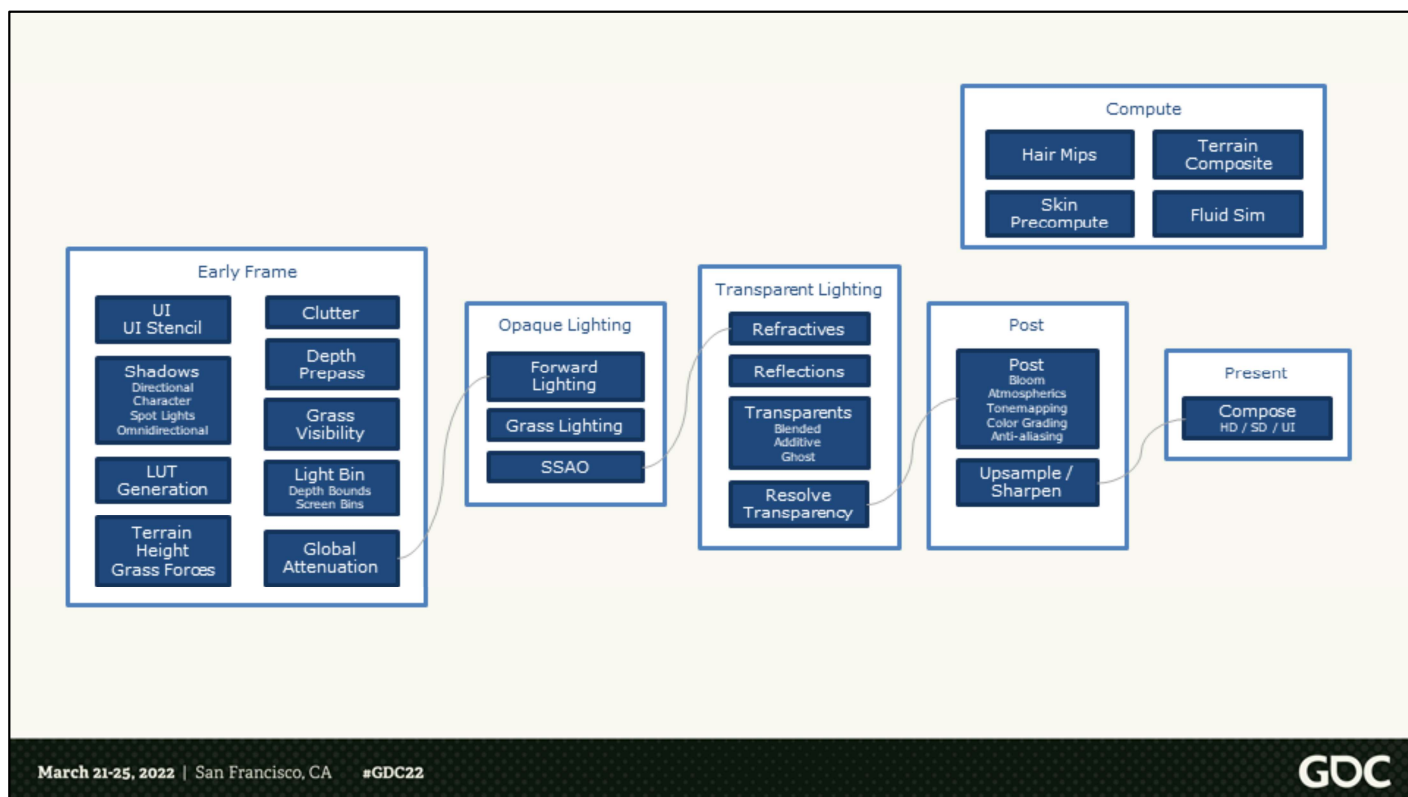 Compute
Hair Mips
Terrain
Composite
Skin
Precompute
Fluid Sim
Early Frame
UI
UI Stencil
Shadows
Directional
Character
Spot Lights
Omnidirectional
LUT
Generation
Terrain
Height
Grass Forces
Clutter
Depth
Prepass
Grass
Visibility
Light Bin
Depth Bounds
Screen Bins
Global
Attenuation
Opaque Lighting
Forward
Lighting
Grass Lighting
SSAO
Transparent Lighting
Refractives
Reflections
Transparents
Blended
Additive
Ghost
Resolve
Transparency
Post
Post
Bloom
Atmospherics
Tonemapping
Color Grading
Anti-aliasing
Upsample /
Sharpen
Present
Compose
HD / SD / UI
March 21-25, 2022 | San Francisco, CA #GDC22
GDC